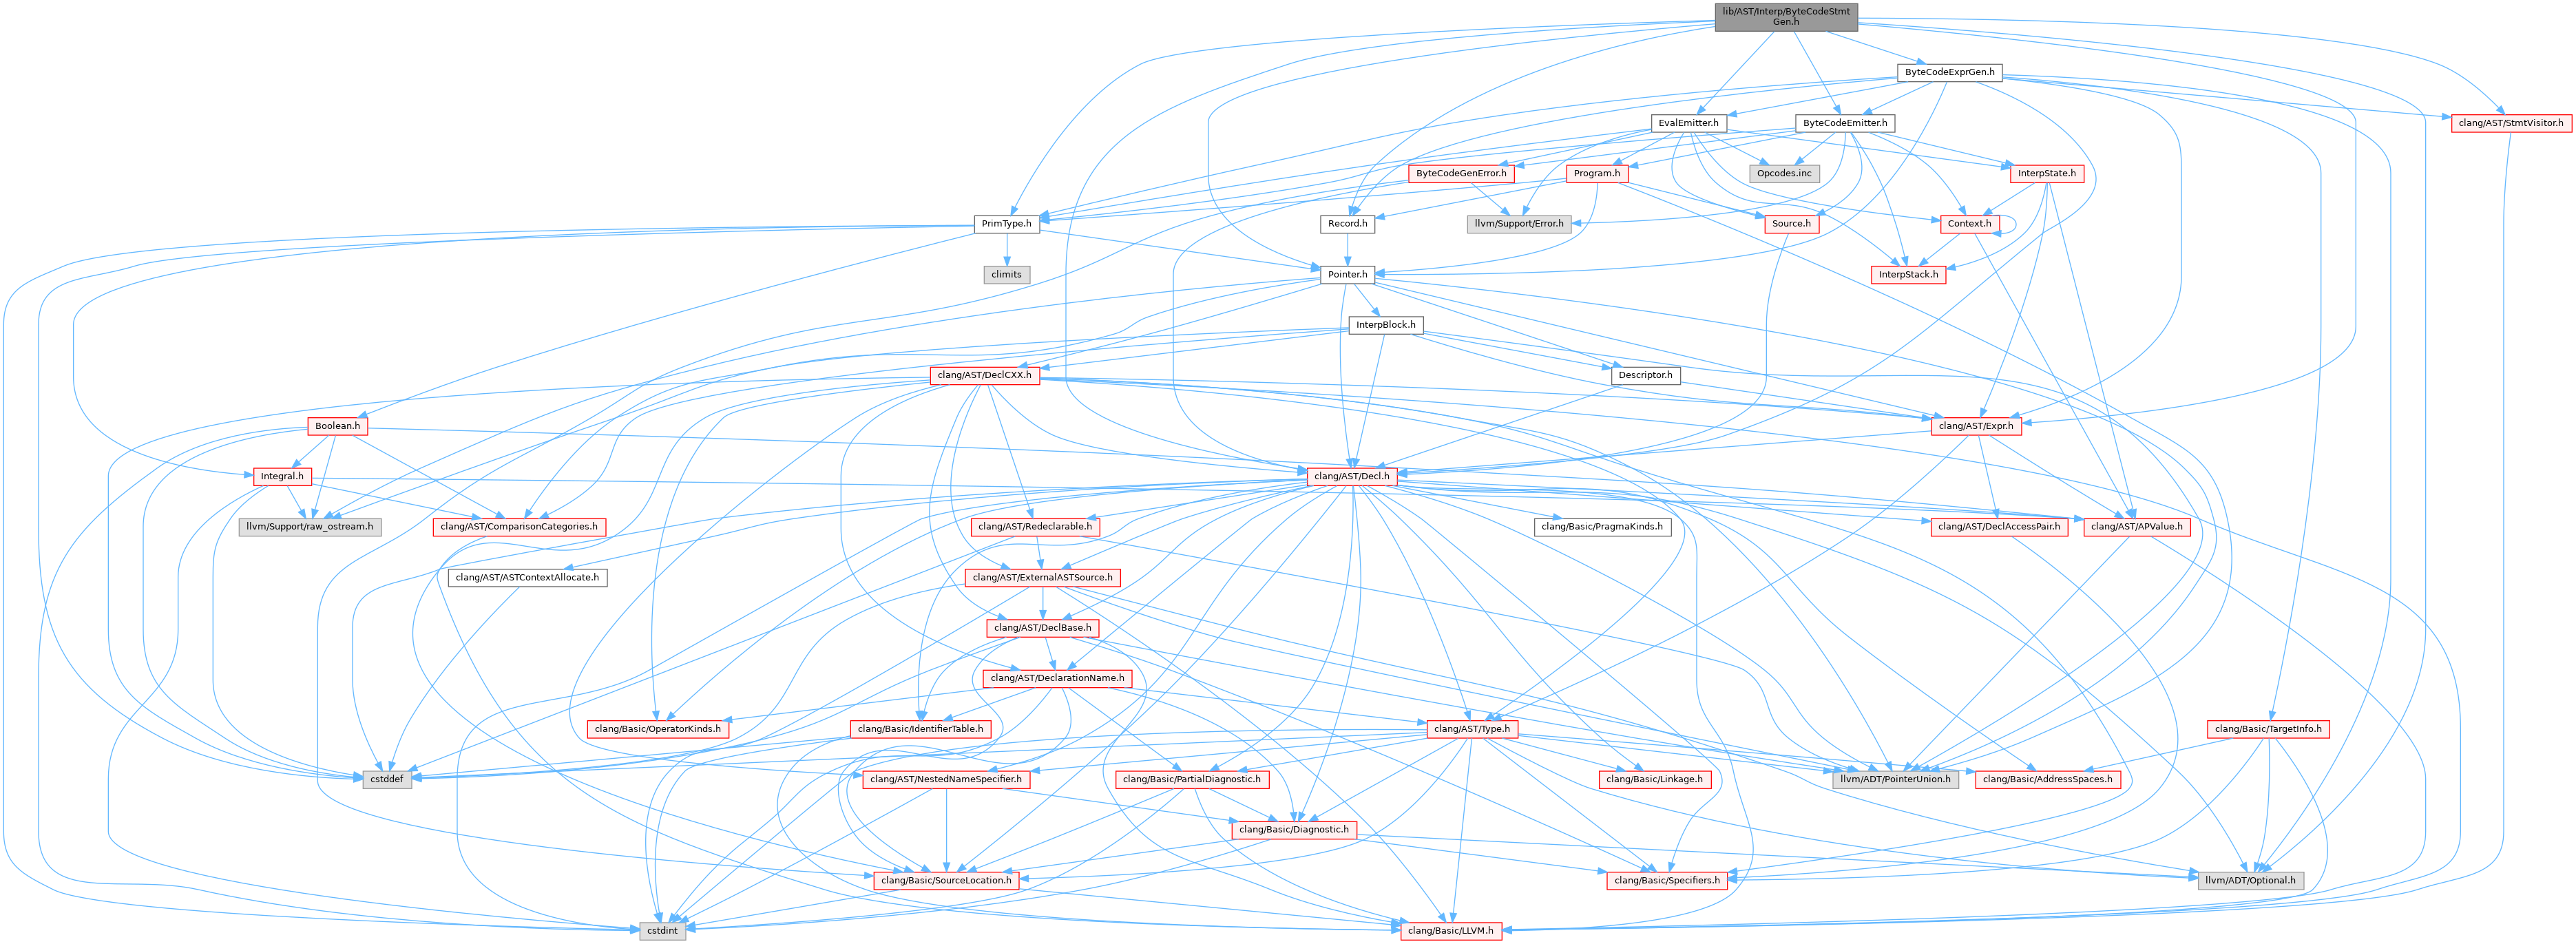 lib/AST/Interp/ByteCodeStmt
Gen.h
ByteCodeExprGen.h
EvalEmitter.h
ByteCodeEmitter.h
clang/AST/StmtVisitor.h
ByteCodeGenError.h
Program.h
Opcodes.inc
InterpState.h
PrimType.h
Record.h
llvm/Support/Error.h
Source.h
Context.h
climits
Pointer.h
InterpStack.h
InterpBlock.h
clang/AST/DeclCXX.h
Descriptor.h
Boolean.h
clang/AST/Expr.h
Integral.h
clang/AST/Decl.h
llvm/Support/raw_ostream.h
clang/AST/ComparisonCategories.h
clang/AST/Redeclarable.h
clang/Basic/PragmaKinds.h
clang/AST/DeclAccessPair.h
clang/AST/APValue.h
clang/AST/ASTContextAllocate.h
clang/AST/ExternalASTSource.h
clang/AST/DeclBase.h
clang/AST/DeclarationName.h
clang/Basic/OperatorKinds.h
clang/Basic/IdentifierTable.h
clang/AST/Type.h
clang/Basic/TargetInfo.h
cstddef
clang/AST/NestedNameSpecifier.h
clang/Basic/PartialDiagnostic.h
clang/Basic/Linkage.h
llvm/ADT/PointerUnion.h
clang/Basic/AddressSpaces.h
clang/Basic/Diagnostic.h
clang/Basic/SourceLocation.h
clang/Basic/Specifiers.h
llvm/ADT/Optional.h
cstdint
clang/Basic/LLVM.h